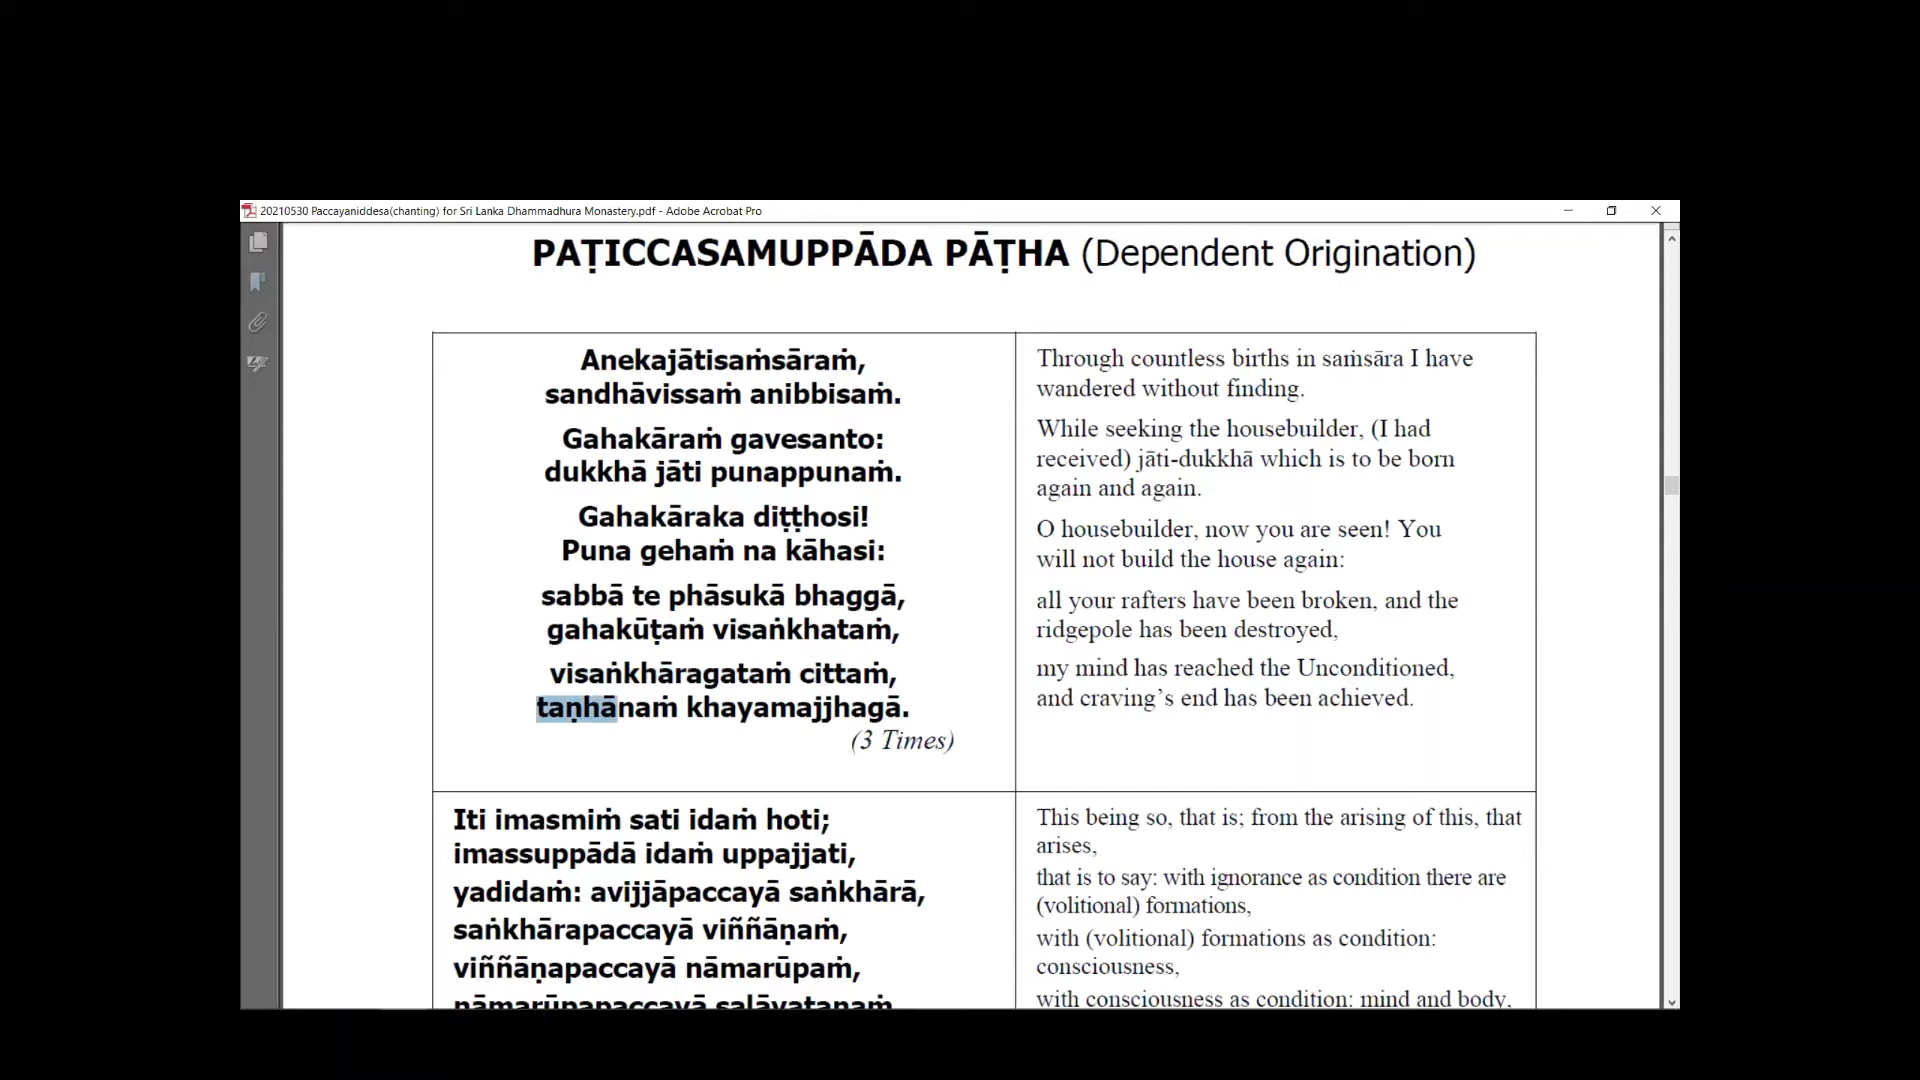 20210530 Paccayaniddesa(chanting) for Sri Lanka Dhammadhura Monastery.pdf - Adobe Acrobat Pro
PAṬICCASAMUPPĀDA PĀṬHA (Dependent Origination)
Anekajātisaṁsāraṁ,
sandhāvissaṁ anibbisaṁ.
Gahakāraṁ gavesanto:
dukkhā jāti punappunaṁ.
Gahakāraka diṭṭhosi!
Puna gehaṁ na kāhasi:
sabbā te phāsukā bhaggā,
gahakūṭaṁ visaṅkhataṁ,
visaṅkhāragataṁ cittaṁ,
taṇhānaṁ khayamajjhagā.
(3 Times)
Through countless births in saṁsāra I have
wandered without finding.
While seeking the housebuilder, (I had
received) jāti-dukkhā which is to be born
again and again.
O housebuilder, now you are seen! You
will not build the house again:
all your rafters have been broken, and the
ridgepole has been destroyed,
my mind has reached the Unconditioned,
and craving’s end has been achieved.
Iti imasmiṁ sati idaṁ hoti;
imassuppādā idaṁ uppajjati,
yadidaṁ: avijjāpaccayā saṅkhārā,
saṅkhārapaccayā viññāṇaṁ,
viññāṇapaccayā nāmarūpaṁ,
nāmarūpapaccayā saḷāyatanaṁ
This being so, that is; from the arising of this, that
arises,
that is to say: with ignorance as condition there are
(volitional) formations,
with (volitional) formations as condition:
consciousness,
with consciousness as condition: mind and body,